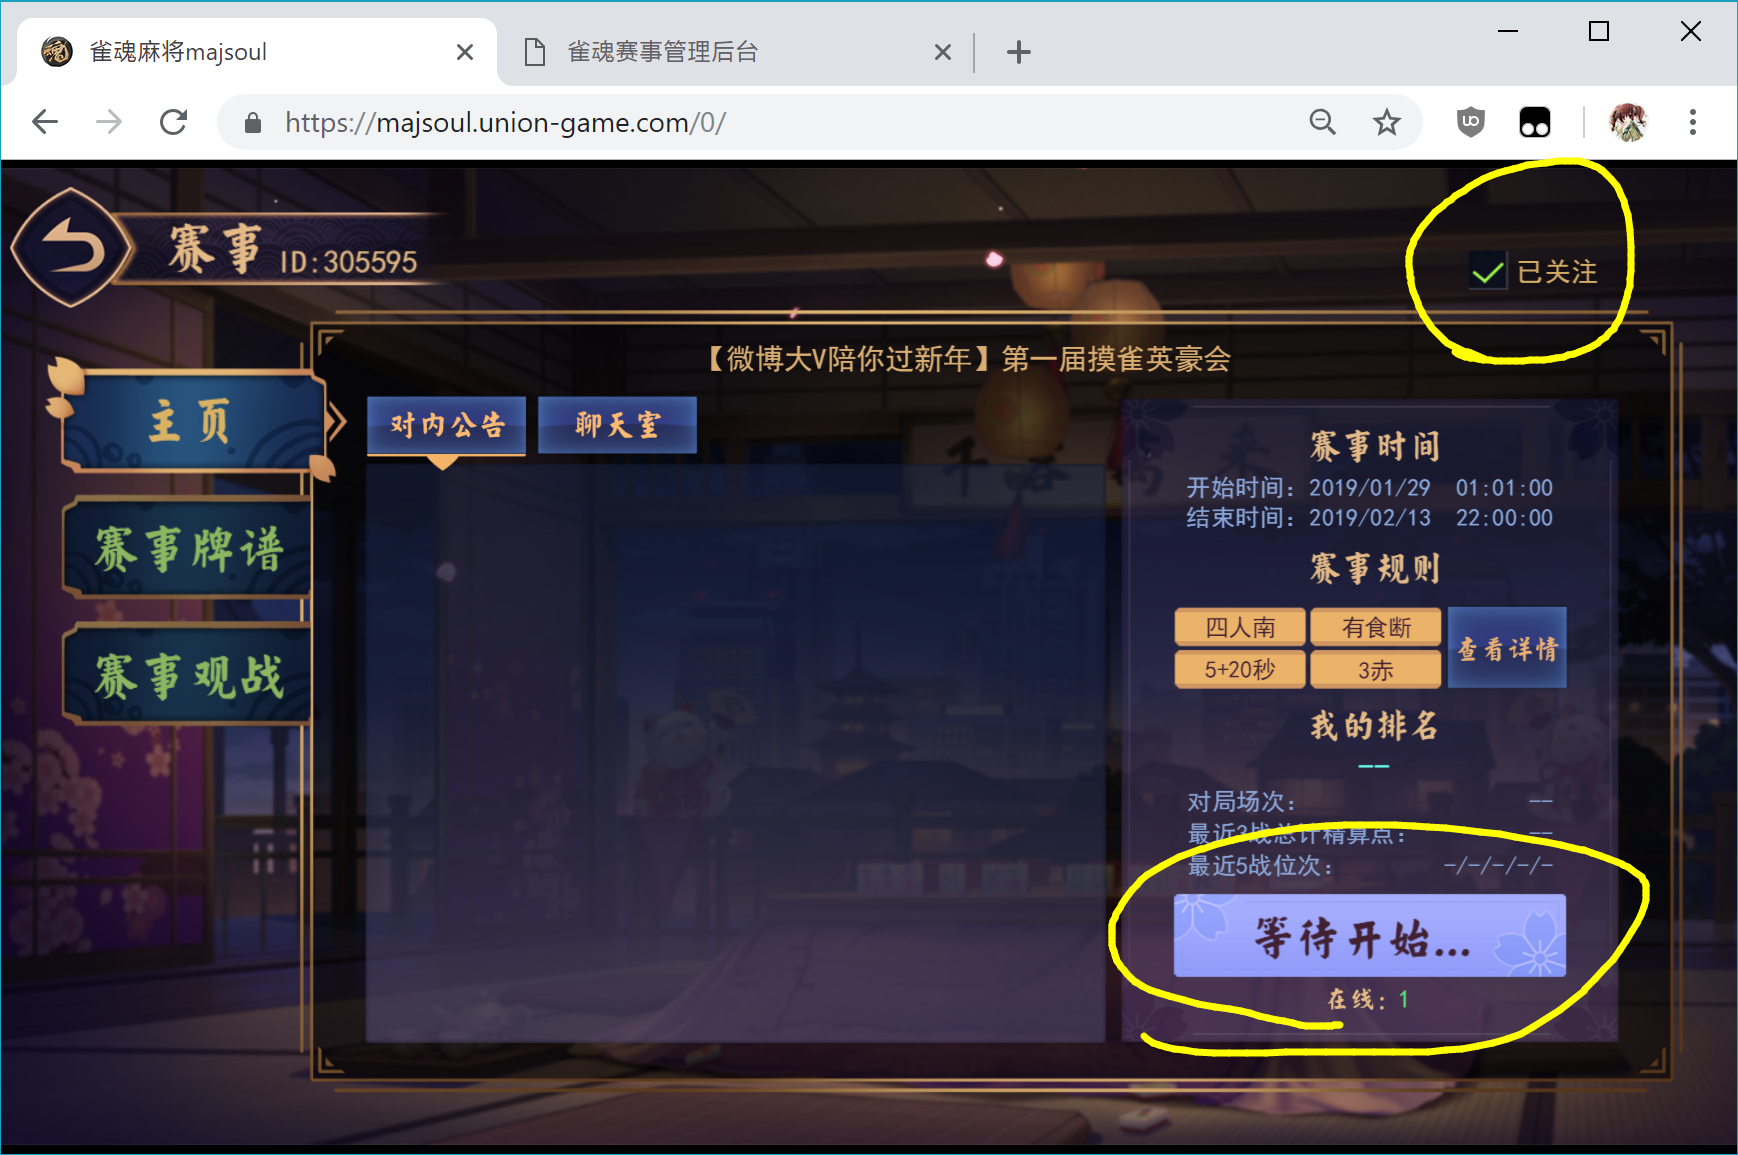 雀魂麻将majsoul
雀魂赛事管理后台
https://majsoul.union-game.com/0/
赛事 ID:305595
已关注
【微博大V陪你过新年】第一届摸雀英豪会
主页
赛事牌谱
赛事观战
对内公告
聊天室
千客萬来
赛事时间
开始时间: 2019/01/29 01:01:00
结束时间: 2019/02/13 22:00:00
赛事规则
四人南
有食断
5+20秒
3赤
查看详情
我的排名
--
对局场次: --
最近3战总计精算点: --
最近5战位次: -/-/-/-/-
等待开始...
在线: 1